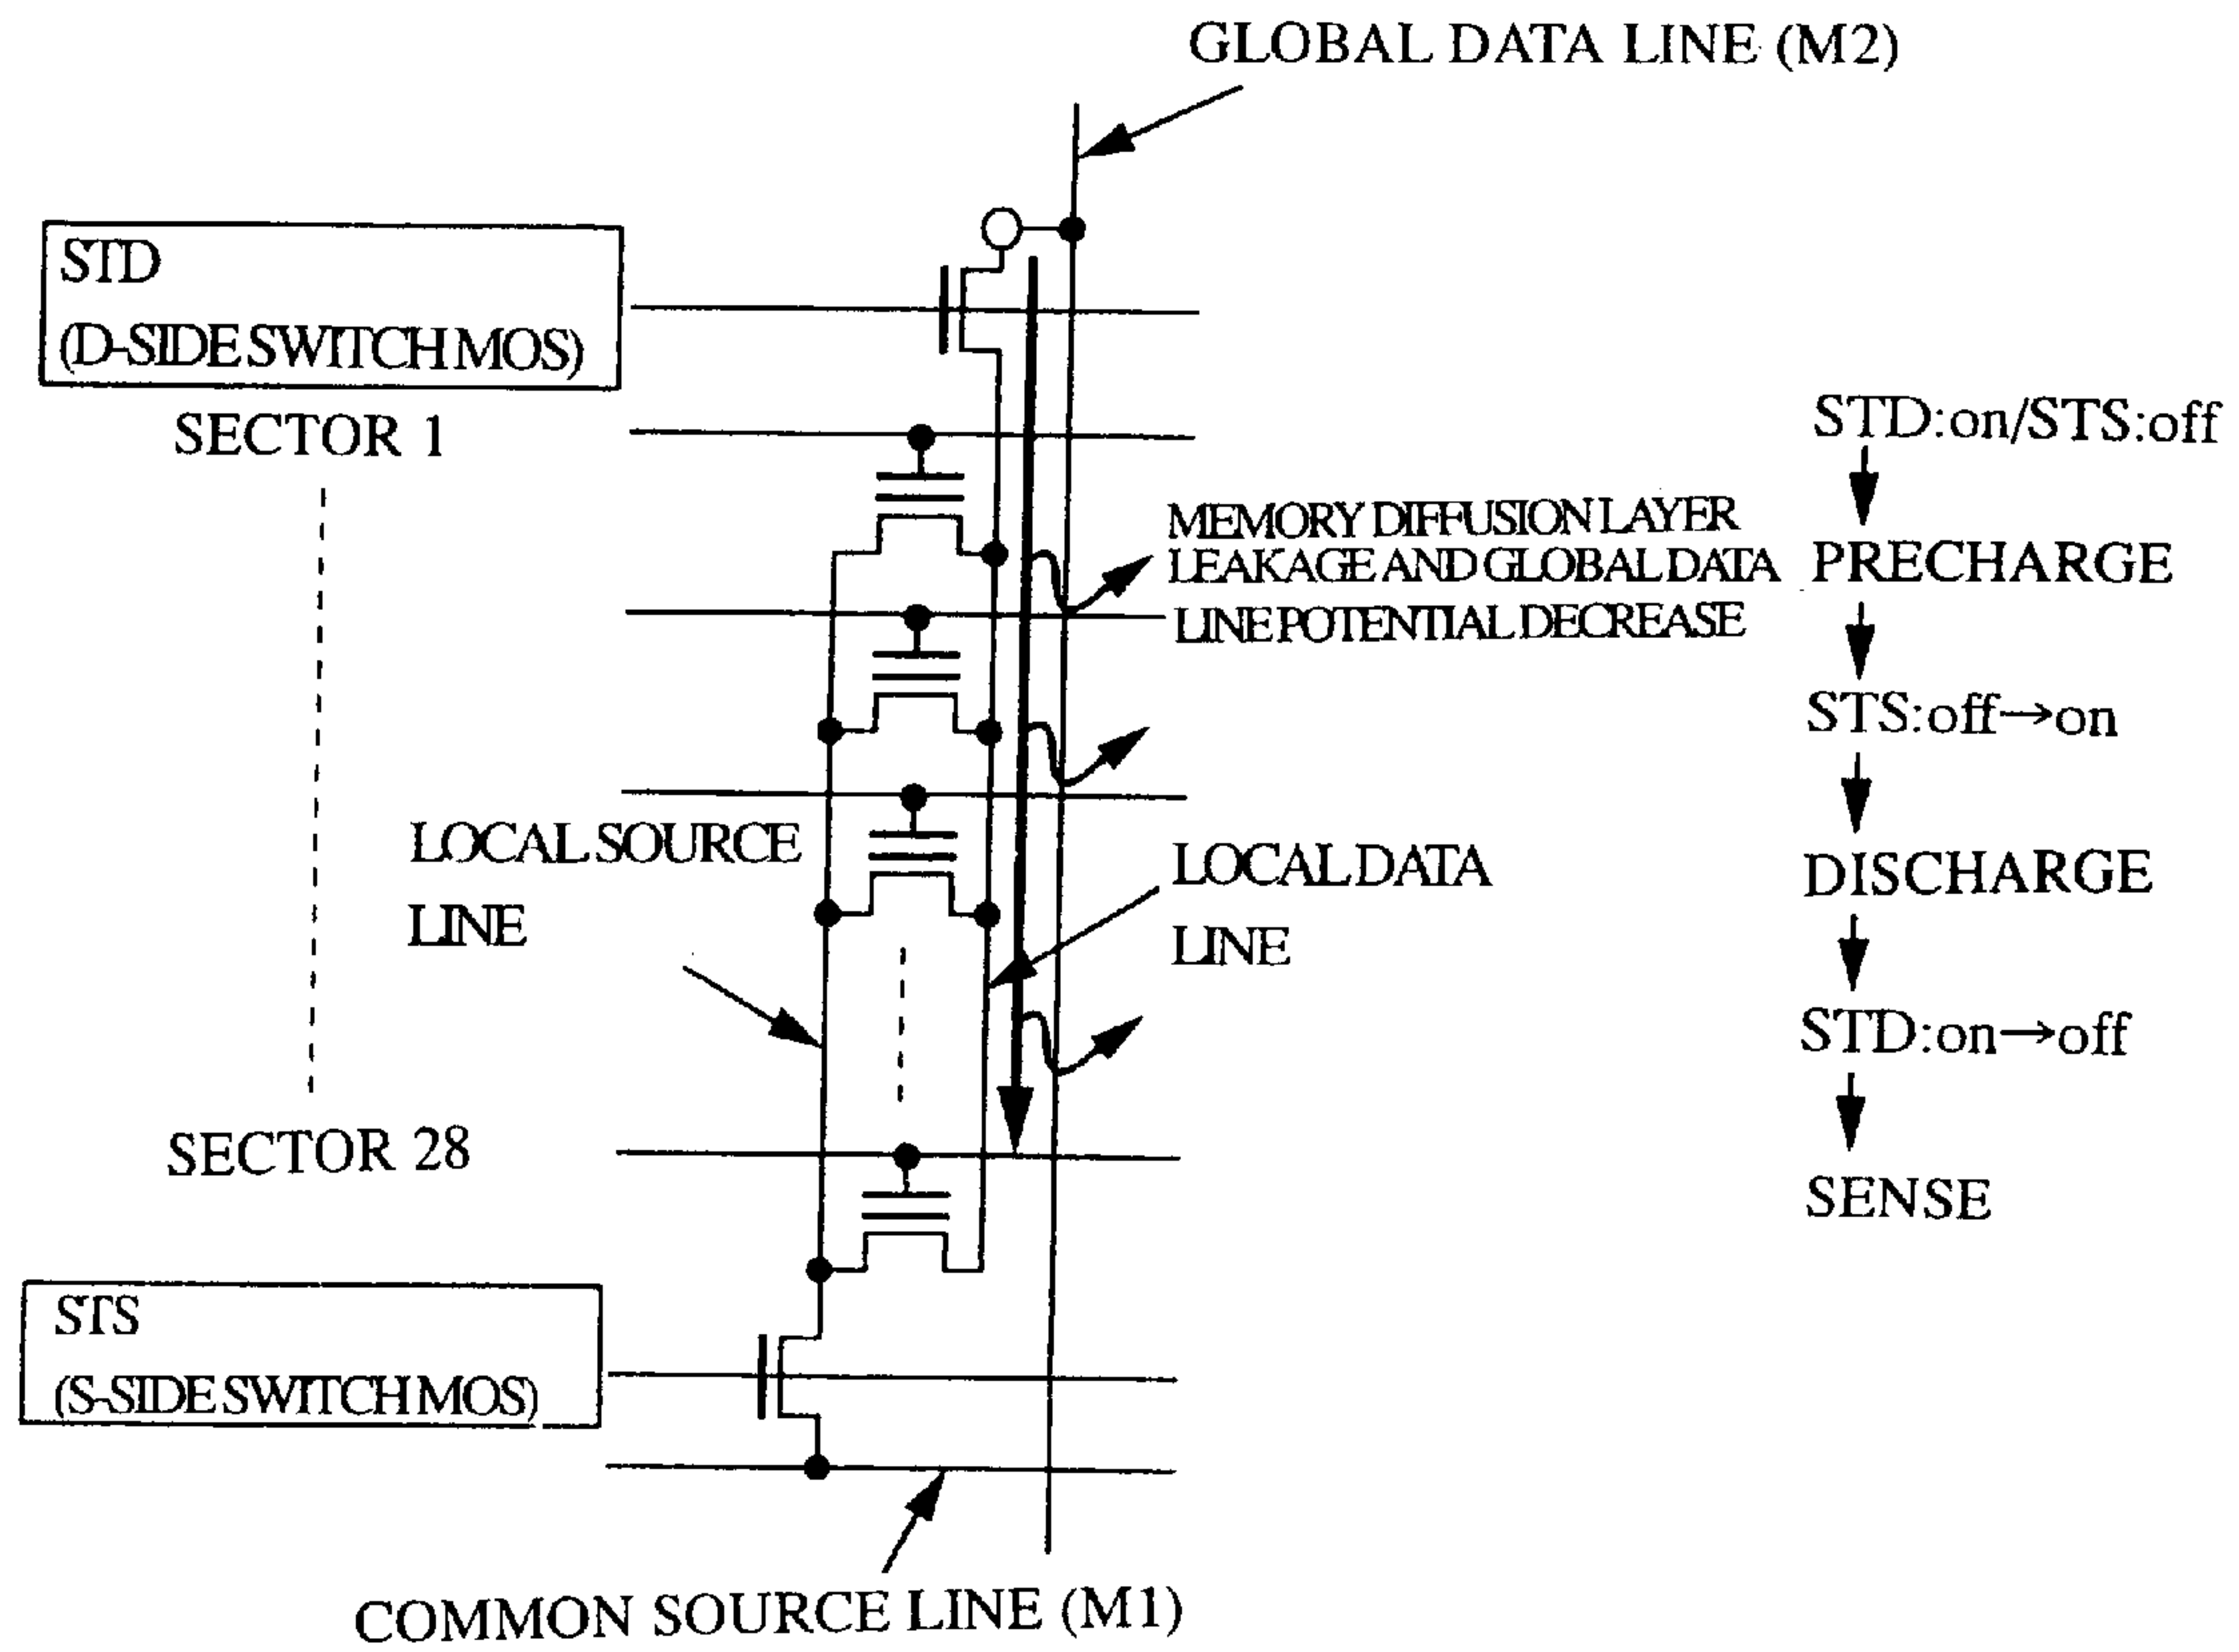 GLOBAL DATA LINE (M2)
STD
(D-SIDE SWITCH MOS)
SECTOR 1
MEMORY DIFFUSION LAYER
LEAKAGE AND GLOBAL DATA
LINE POTENTIAL DECREASE
LOCAL SOURCE
LINE
LOCAL DATA
LINE
SECTOR 28
STS
(S-SIDE SWITCH MOS)
COMMON SOURCE LINE (M1)
STD:on/STS:off
PRECHARGE
STS:off→on
DISCHARGE
STD:on→off
SENSE